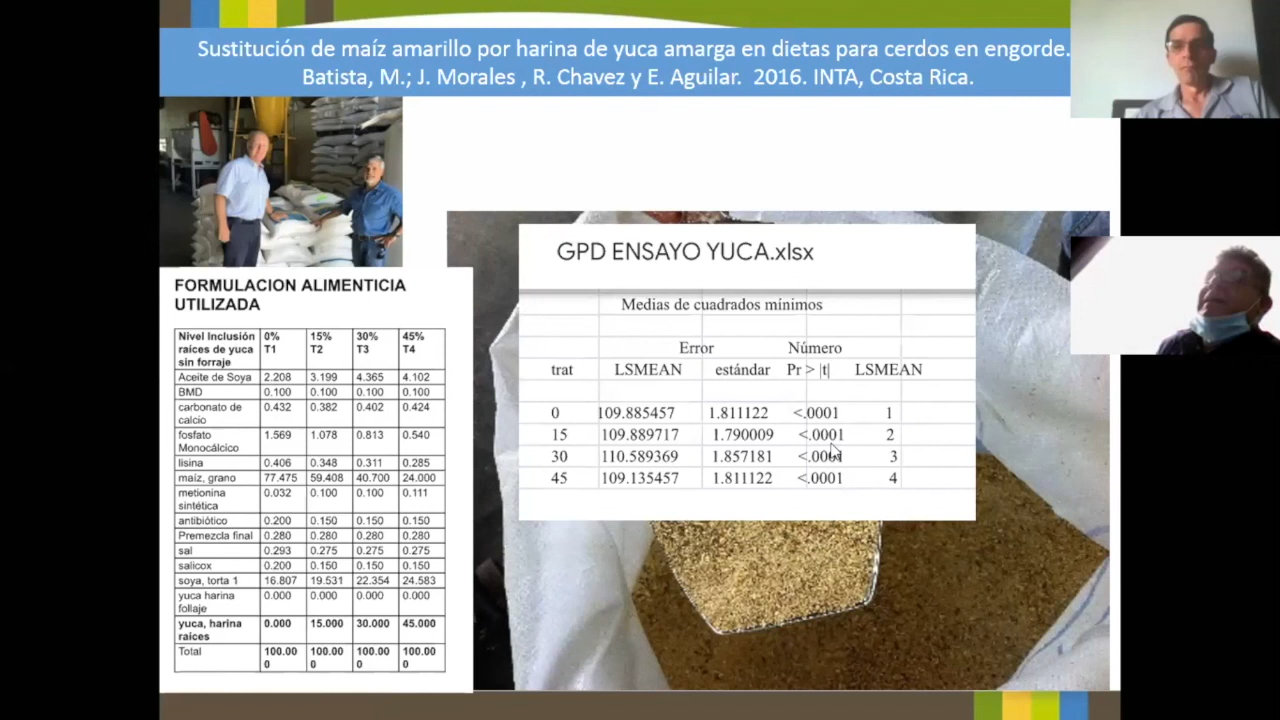 Sustitución de maíz amarillo por harina de yuca amarga en dietas para cerdos en engorde.
Batista, M.; J. Morales , R. Chavez y E. Aguilar. 2016. INTA, Costa Rica.
FORMULACION ALIMENTICIA
UTILIZADA
Nivel Inclusión raíces de yuca sin forraje 0% T1 15% T2 30% T3 45% T4
Aceite de Soya 2.208 3.199 4.365 4.102
BMD 0.100 0.100 0.100 0.100
carbonato de calcio 0.432 0.382 0.402 0.424
fosfato Monocálcico 1.569 1.078 0.813 0.540
lisina 0.406 0.348 0.311 0.285
maíz, grano 77.475 59.408 40.700 24.000
metionina sintética 0.032 0.100 0.100 0.111
antibiótico 0.200 0.150 0.150 0.150
Premezcla final 0.280 0.280 0.280 0.280
sal 0.293 0.275 0.275 0.275
salicox 0.200 0.150 0.150 0.150
soya, torta 1 16.807 19.531 22.354 24.583
yuca harina follaje 0.000 0.000 0.000 0.000
yuca, harina raíces 0.000 15.000 30.000 45.000
Total 100.000 100.000 100.000 100.000
GPD ENSAYO YUCA.xlsx
Medias de cuadrados mínimos
Error Número
trat LSMEAN estándar Pr > |t| LSMEAN
0 109.885457 1.811122 <.0001 1
15 109.889717 1.790009 <.0001 2
30 110.589369 1.857181 <.0001 3
45 109.135457 1.811122 <.0001 4